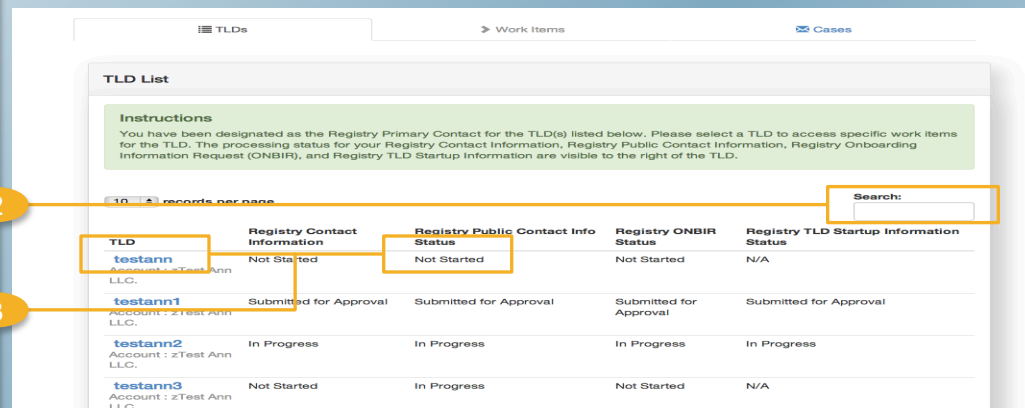 TLDs
Work Items
Cases
TLD List
Instructions
You have been designated as the Registry Primary Contact for the TLD(s) listed below. Please select a TLD to access specific work items
for the TLD. The processing status for your Registry Contact Information, Registry Public Contact Information, Registry Onboarding
Information Request (ONBIR), and Registry TLD Startup Information are visible to the right of the TLD.
2
10 records per page
Search:
TLD
Registry Contact
Information
Registry Public Contact Info
Status
Registry ONBIR
Status
Registry TLD Startup Information
Status
testann
Account : zTest Ann
LLC.
Not Started
Not Started
Not Started
N/A
3
testann1
Account : zTest Ann
LLC.
Submitted for Approval
Submitted for Approval
Submitted for
Approval
Submitted for Approval
testann2
Account : zTest Ann
LLC.
In Progress
In Progress
In Progress
In Progress
testann3
Account : zTest Ann
LLC.
Not Started
In Progress
Not Started
N/A